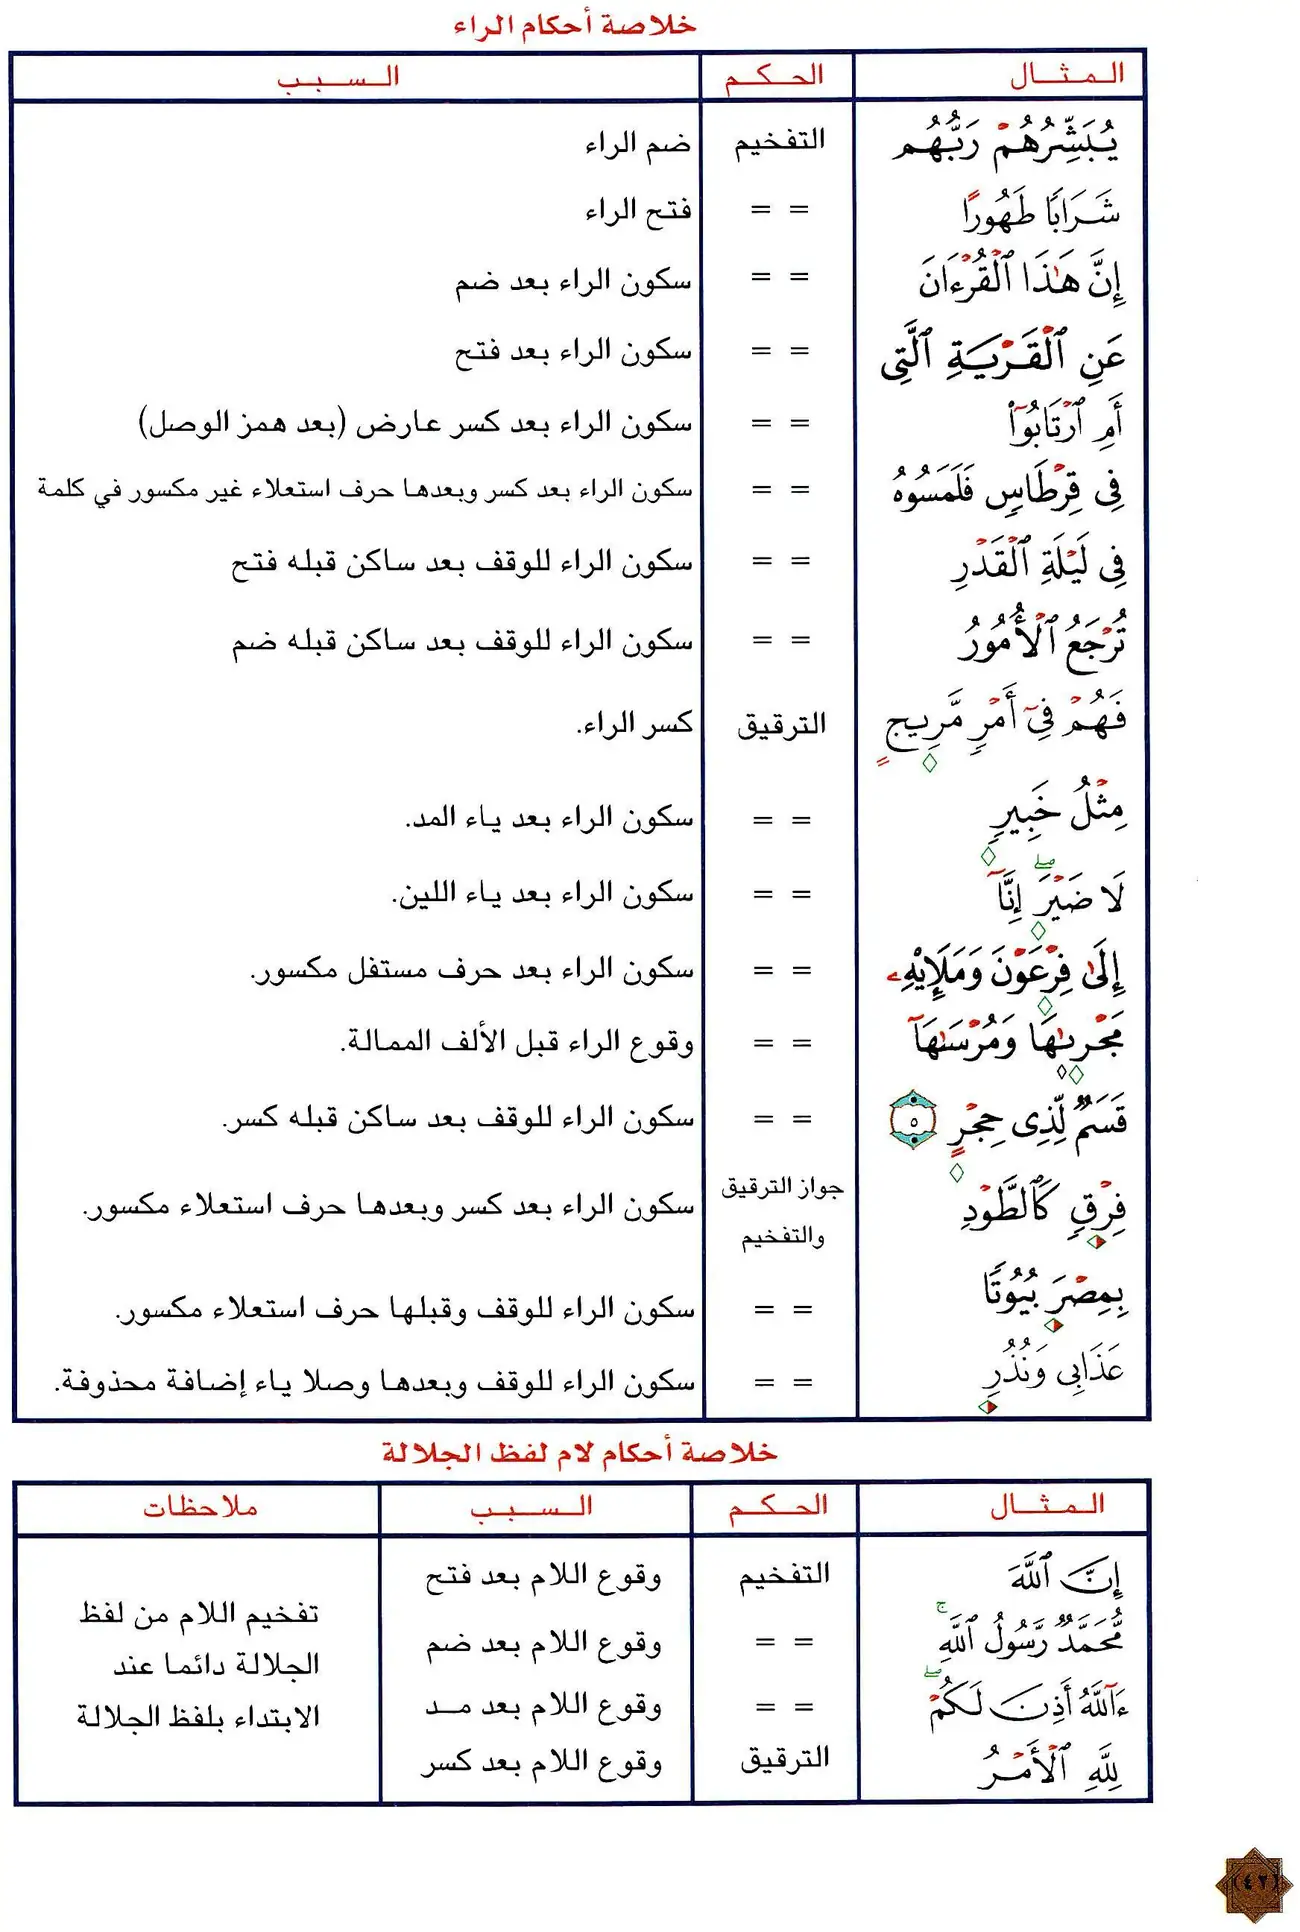 خلاصة أحكام الراء
المثال الحكم السبب
يُبَشِّرُهُمْ رَبُّهُم التفخيم ضم الراء
شَرَابًا طَهُورًا = = فتح الراء
إِنَّ هَٰذَا ٱلْقُرْءَانَ = = سكون الراء بعد ضم
عَنِ ٱلْقَرْيَةِ ٱلَّتِى = = سكون الراء بعد فتح
أَمِ ٱرْتَابُوٓا۟ = = سكون الراء بعد كسر عارض (بعد همز الوصل)
فِى قِرْطَاسٍ فَلَمَسُوهُ = = سكون الراء بعد كسر وبعدها حرف استعلاء غير مكسور في كلمة
فِى لَيْلَةِ ٱلْقَدْرِ = = سكون الراء للوقف بعد ساكن قبله فتح
تُرْجَعُ ٱلْأُمُورُ = = سكون الراء للوقف بعد ساكن قبله ضم
فَهُمْ فِىٓ أَمْرٍ مَّرِيجٍ الترقيق كسر الراء.
مِثْلُ خَبِيرٍ = = سكون الراء بعد ياء المد.
لَا ضَيْرَ ۖ إِنَّآ = = سكون الراء بعد ياء اللين.
إِلَىٰ فِرْعَوْنَ وَمَلَإِيْهِۦ = = سكون الراء بعد حرف مستفل مكسور.
مَجْر۪ىٰهَا وَمُرْسَىٰهَآ = = وقوع الراء قبل الألف الممالة.
قَسَمٌ لِّذِى حِجْرٍ ٥ = = سكون الراء للوقف بعد ساكن قبله كسر.
فِرْقٍ كَٱلطَّوْدِ جواز الترقيق والتفخيم سكون الراء بعد كسر وبعدها حرف استعلاء مكسور.
بِمِصْرَ بُيُوتًا = = سكون الراء للوقف وقبلها حرف استعلاء مكسور.
عَذَابِى وَنُذُرِ = = سكون الراء للوقف وبعدها وصلا ياء إضافة محذوفة.
خلاصة أحكام لام لفظ الجلالة
المثال الحكم السبب ملاحظات
إِنَّ ٱللَّهَ التفخيم وقوع اللام بعد فتح
مُّحَمَّدٌ رَّسُولُ ٱللَّهِ ۚ = = وقوع اللام بعد ضم
ءَآللَّهُ أَذِنَ لَكُمْ ۖ = = وقوع اللام بعد مد
لِلَّهِ ٱلْأَمْرُ الترقيق وقوع اللام بعد كسر
تفخيم اللام من لفظ
الجلالة دائما عند
الابتداء بلفظ الجلالة
(٤٢)